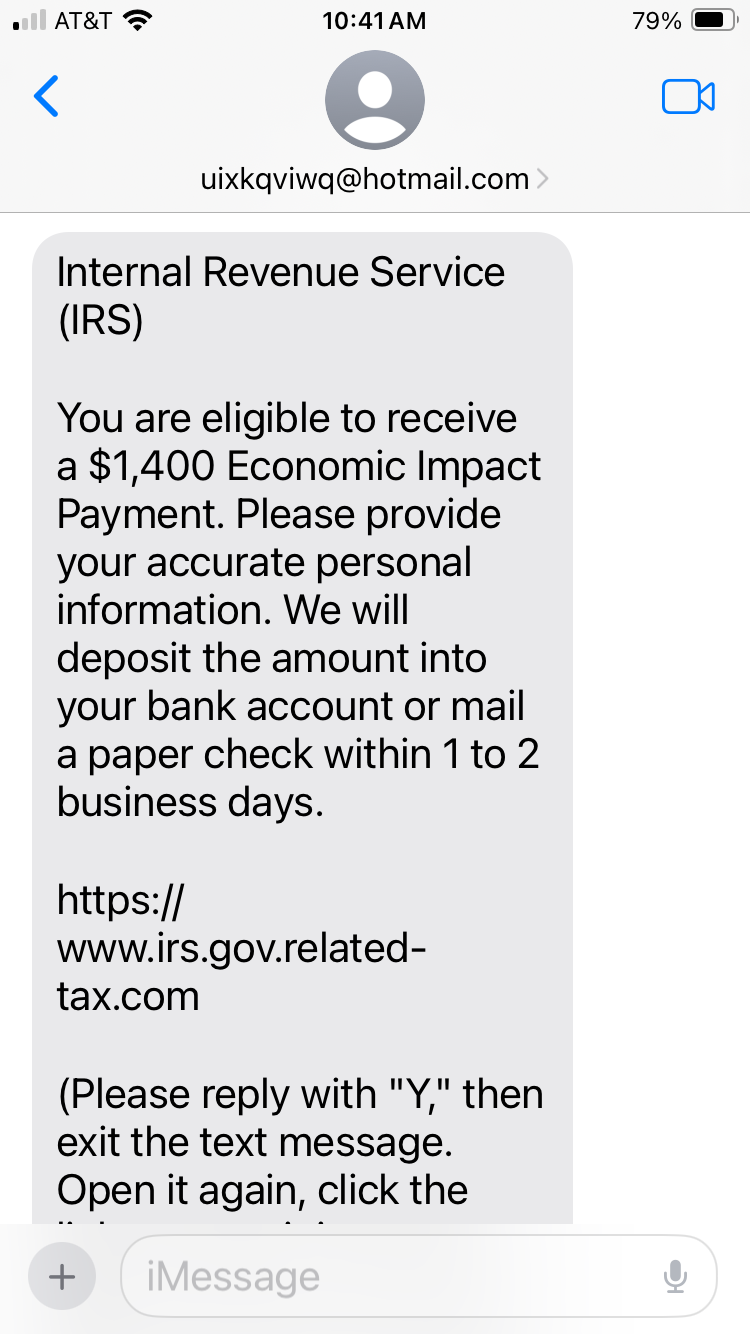 AT&T 10:41 AM 79%
uixkqviwq@hotmail.com
Internal Revenue Service
(IRS)
You are eligible to receive
a $1,400 Economic Impact
Payment. Please provide
your accurate personal
information. We will
deposit the amount into
your bank account or mail
a paper check within 1 to 2
business days.
https://
www.irs.gov.related-
tax.com
(Please reply with "Y," then
exit the text message.
Open it again, click the
iMessage